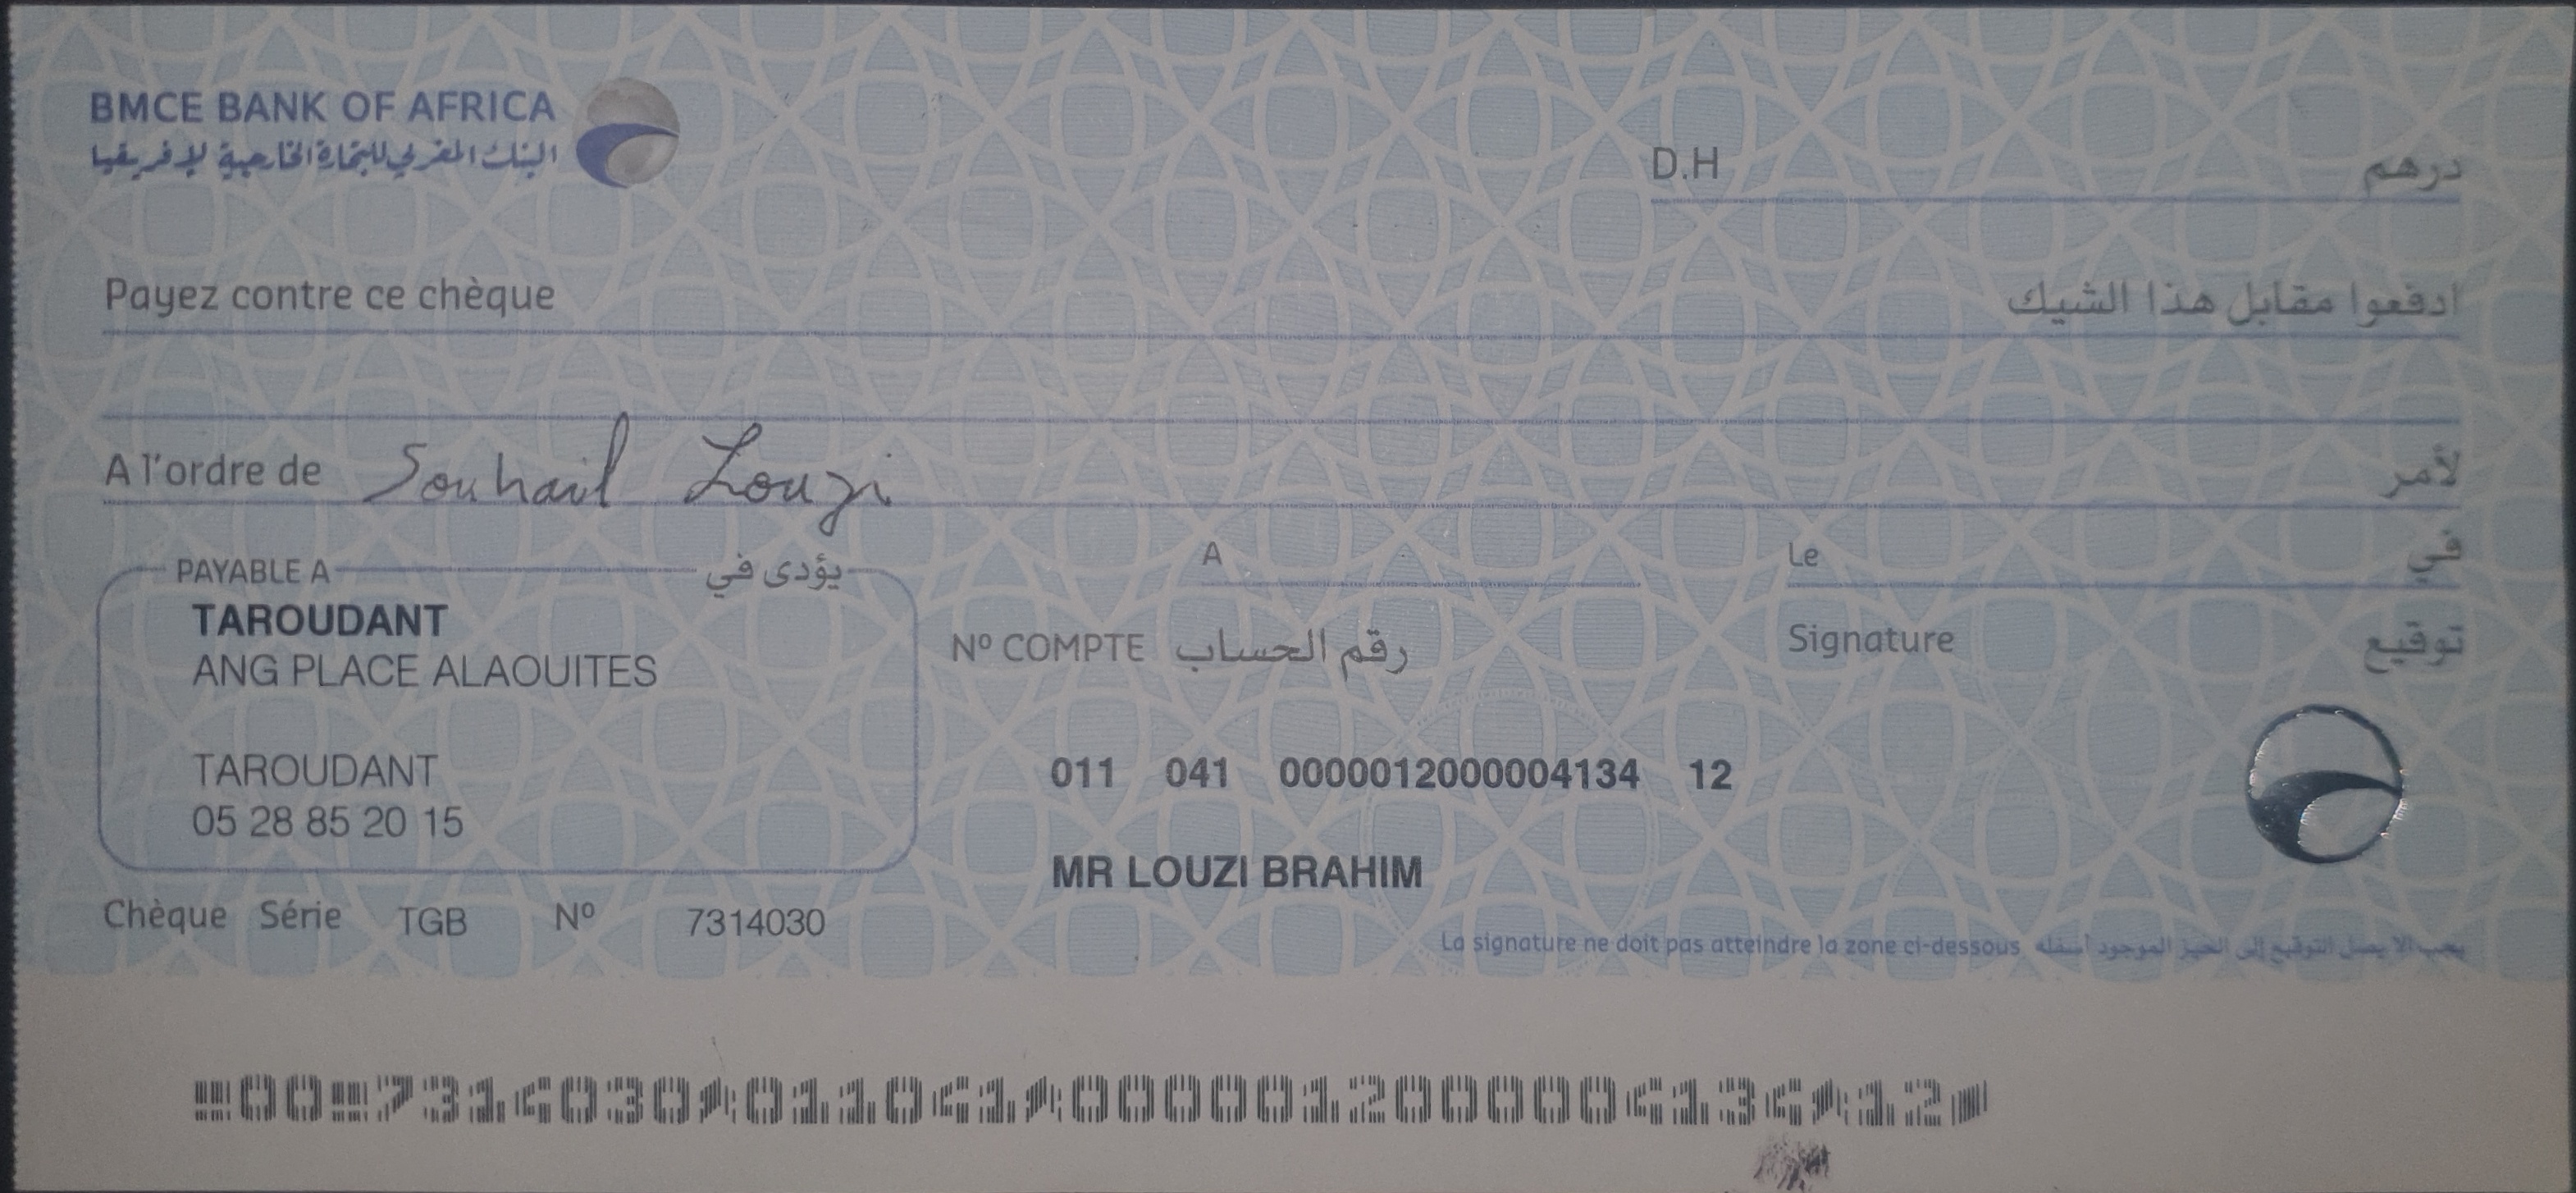 BMCE BANK OF AFRICA
البنك المغربي للتجارة الخارجية لإفريقيا
D.H درهم
Payez contre ce chèque ادفعوا مقابل هذا الشيك
A l'ordre de Souhail Louzi لأمر
A Le في
PAYABLE A يؤدى في
TAROUDANT
ANG PLACE ALAOUITES
TAROUDANT
05 28 85 20 15
N° COMPTE رقم الحساب
Signature توقيع
011 041 0000012000004134 12
MR LOUZI BRAHIM
Chèque Série TGB N° 7314030
La signature ne doit pas atteindre la zone ci-dessous يجب الا يصل التوقيع إلى الحيز الموجود أسفله
00 7314030 011041 0000012000004134 12